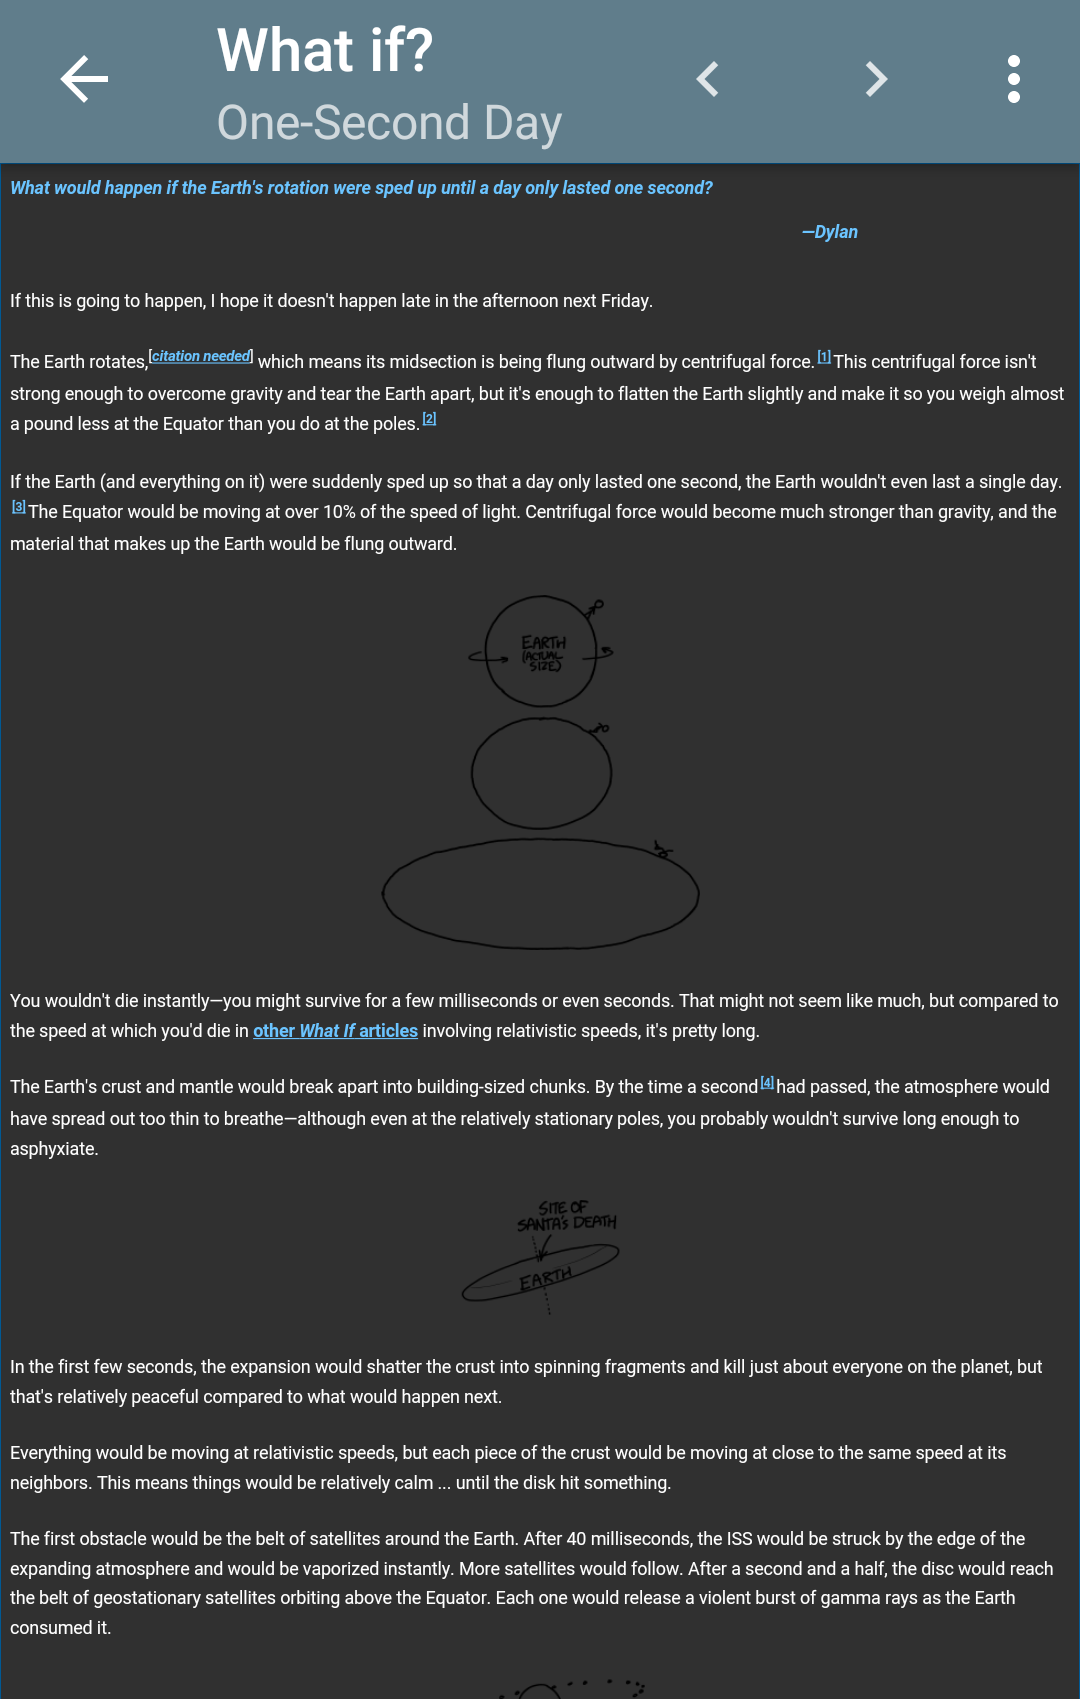 What if?
One-Second Day
What would happen if the Earth's rotation were sped up until a day only lasted one second?
—Dylan
If this is going to happen, I hope it doesn't happen late in the afternoon next Friday.
The Earth rotates,[citation needed] which means its midsection is being flung outward by centrifugal force.[1] This centrifugal force isn't
strong enough to overcome gravity and tear the Earth apart, but it's enough to flatten the Earth slightly and make it so you weigh almost
a pound less at the Equator than you do at the poles.[2]
If the Earth (and everything on it) were suddenly sped up so that a day only lasted one second, the Earth wouldn't even last a single day.
[3] The Equator would be moving at over 10% of the speed of light. Centrifugal force would become much stronger than gravity, and the
material that makes up the Earth would be flung outward.
EARTH
(ACTUAL
SIZE)
You wouldn't die instantly—you might survive for a few milliseconds or even seconds. That might not seem like much, but compared to
the speed at which you'd die in other What If articles involving relativistic speeds, it's pretty long.
The Earth's crust and mantle would break apart into building-sized chunks. By the time a second[4] had passed, the atmosphere would
have spread out too thin to breathe—although even at the relatively stationary poles, you probably wouldn't survive long enough to
asphyxiate.
SITE OF
SANTA'S DEATH
EARTH
In the first few seconds, the expansion would shatter the crust into spinning fragments and kill just about everyone on the planet, but
that's relatively peaceful compared to what would happen next.
Everything would be moving at relativistic speeds, but each piece of the crust would be moving at close to the same speed at its
neighbors. This means things would be relatively calm ... until the disk hit something.
The first obstacle would be the belt of satellites around the Earth. After 40 milliseconds, the ISS would be struck by the edge of the
expanding atmosphere and would be vaporized instantly. More satellites would follow. After a second and a half, the disc would reach
the belt of geostationary satellites orbiting above the Equator. Each one would release a violent burst of gamma rays as the Earth
consumed it.